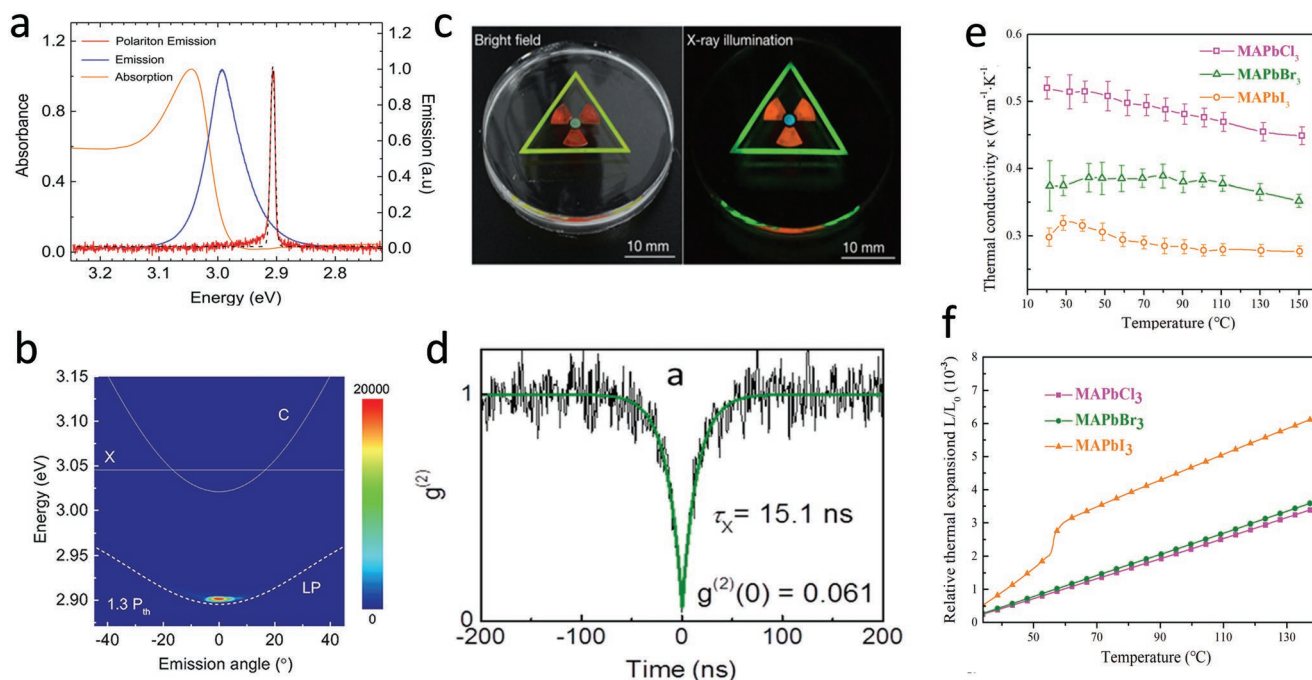 a
Polariton Emission
Emission
Absorption
1.2
0.8
0.4
0.0
Absorbance
1.0
0.8
0.6
0.4
0.2
0.0
Emission (a.u)
3.2 3.1 3.0 2.9 2.8
Energy (eV)
b
3.15
3.10
3.05
3.00
2.95
2.90
Energy (eV)
C
X
LP
1.3 Pth
20000
0
-40 -20 0 20 40
Emission angle (°)
c
Bright field
10 mm
X-ray illumination
10 mm
d
a
1
0
g(2)
τX= 15.1 ns
g(2)(0) = 0.061
-200 -100 0 100 200
Time (ns)
e
0.6
0.5
0.4
0.3
Thermal conductivity κ (W·m-1·K-1)
MAPbCl3
MAPbBr3
MAPbI3
10 30 50 70 90 110 130 150
Temperature (℃)
f
7
6
5
4
3
2
1
0
Relative thermal expansiond L/L0 (10-3)
MAPbCl3
MAPbBr3
MAPbI3
50 70 90 110 130
Temperature (℃)